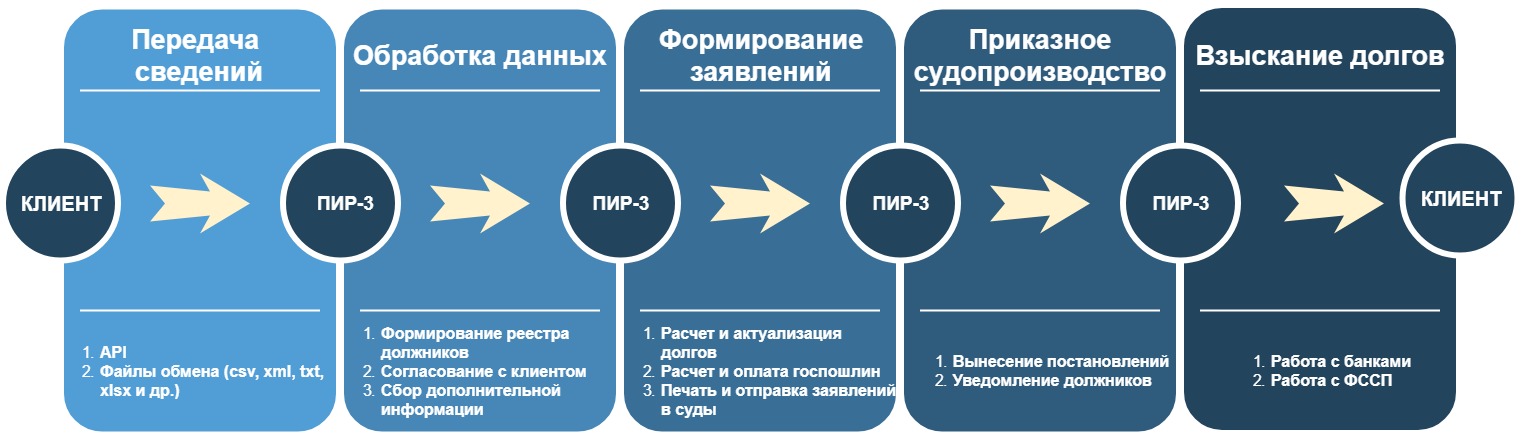 Передача
сведений
Обработка данных
Формирование
заявлений
Приказное
судопроизводство
Взыскание долгов
КЛИЕНТ
ПИР-3
ПИР-3
ПИР-3
ПИР-3
КЛИЕНТ
1. API
2. Файлы обмена (csv, xml, txt,
xlsx и др.)
1. Формирование реестра
должников
2. Согласование с клиентом
3. Сбор дополнительной
информации
1. Расчет и актуализация
долгов
2. Расчет и оплата госпошлин
3. Печать и отправка заявлений
в суды
1. Вынесение постановлений
2. Уведомление должников
1. Работа с банками
2. Работа с ФССП